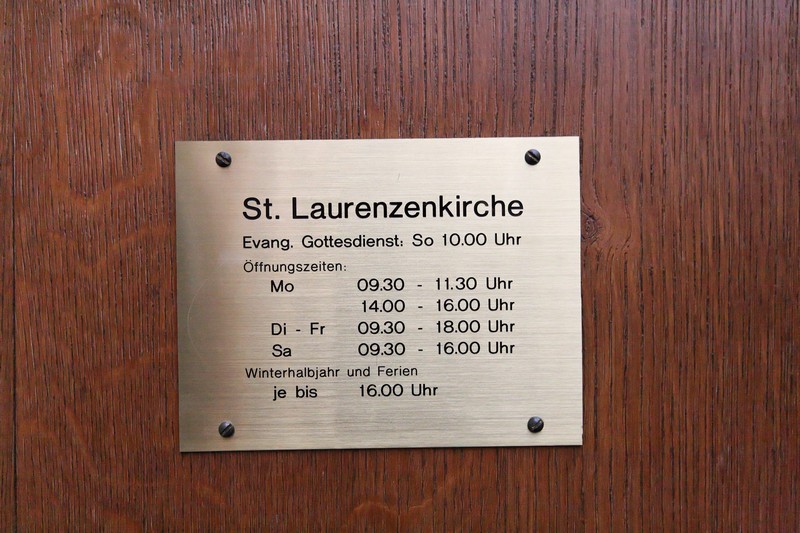 St. Laurenzenkirche
Evang. Gottesdienst: So 10.00 Uhr
Öffnungszeiten:
Mo 09.30 - 11.30 Uhr
14.00 - 16.00 Uhr
Di - Fr 09.30 - 18.00 Uhr
Sa 09.30 - 16.00 Uhr
Winterhalbjahr und Ferien
je bis 16.00 Uhr